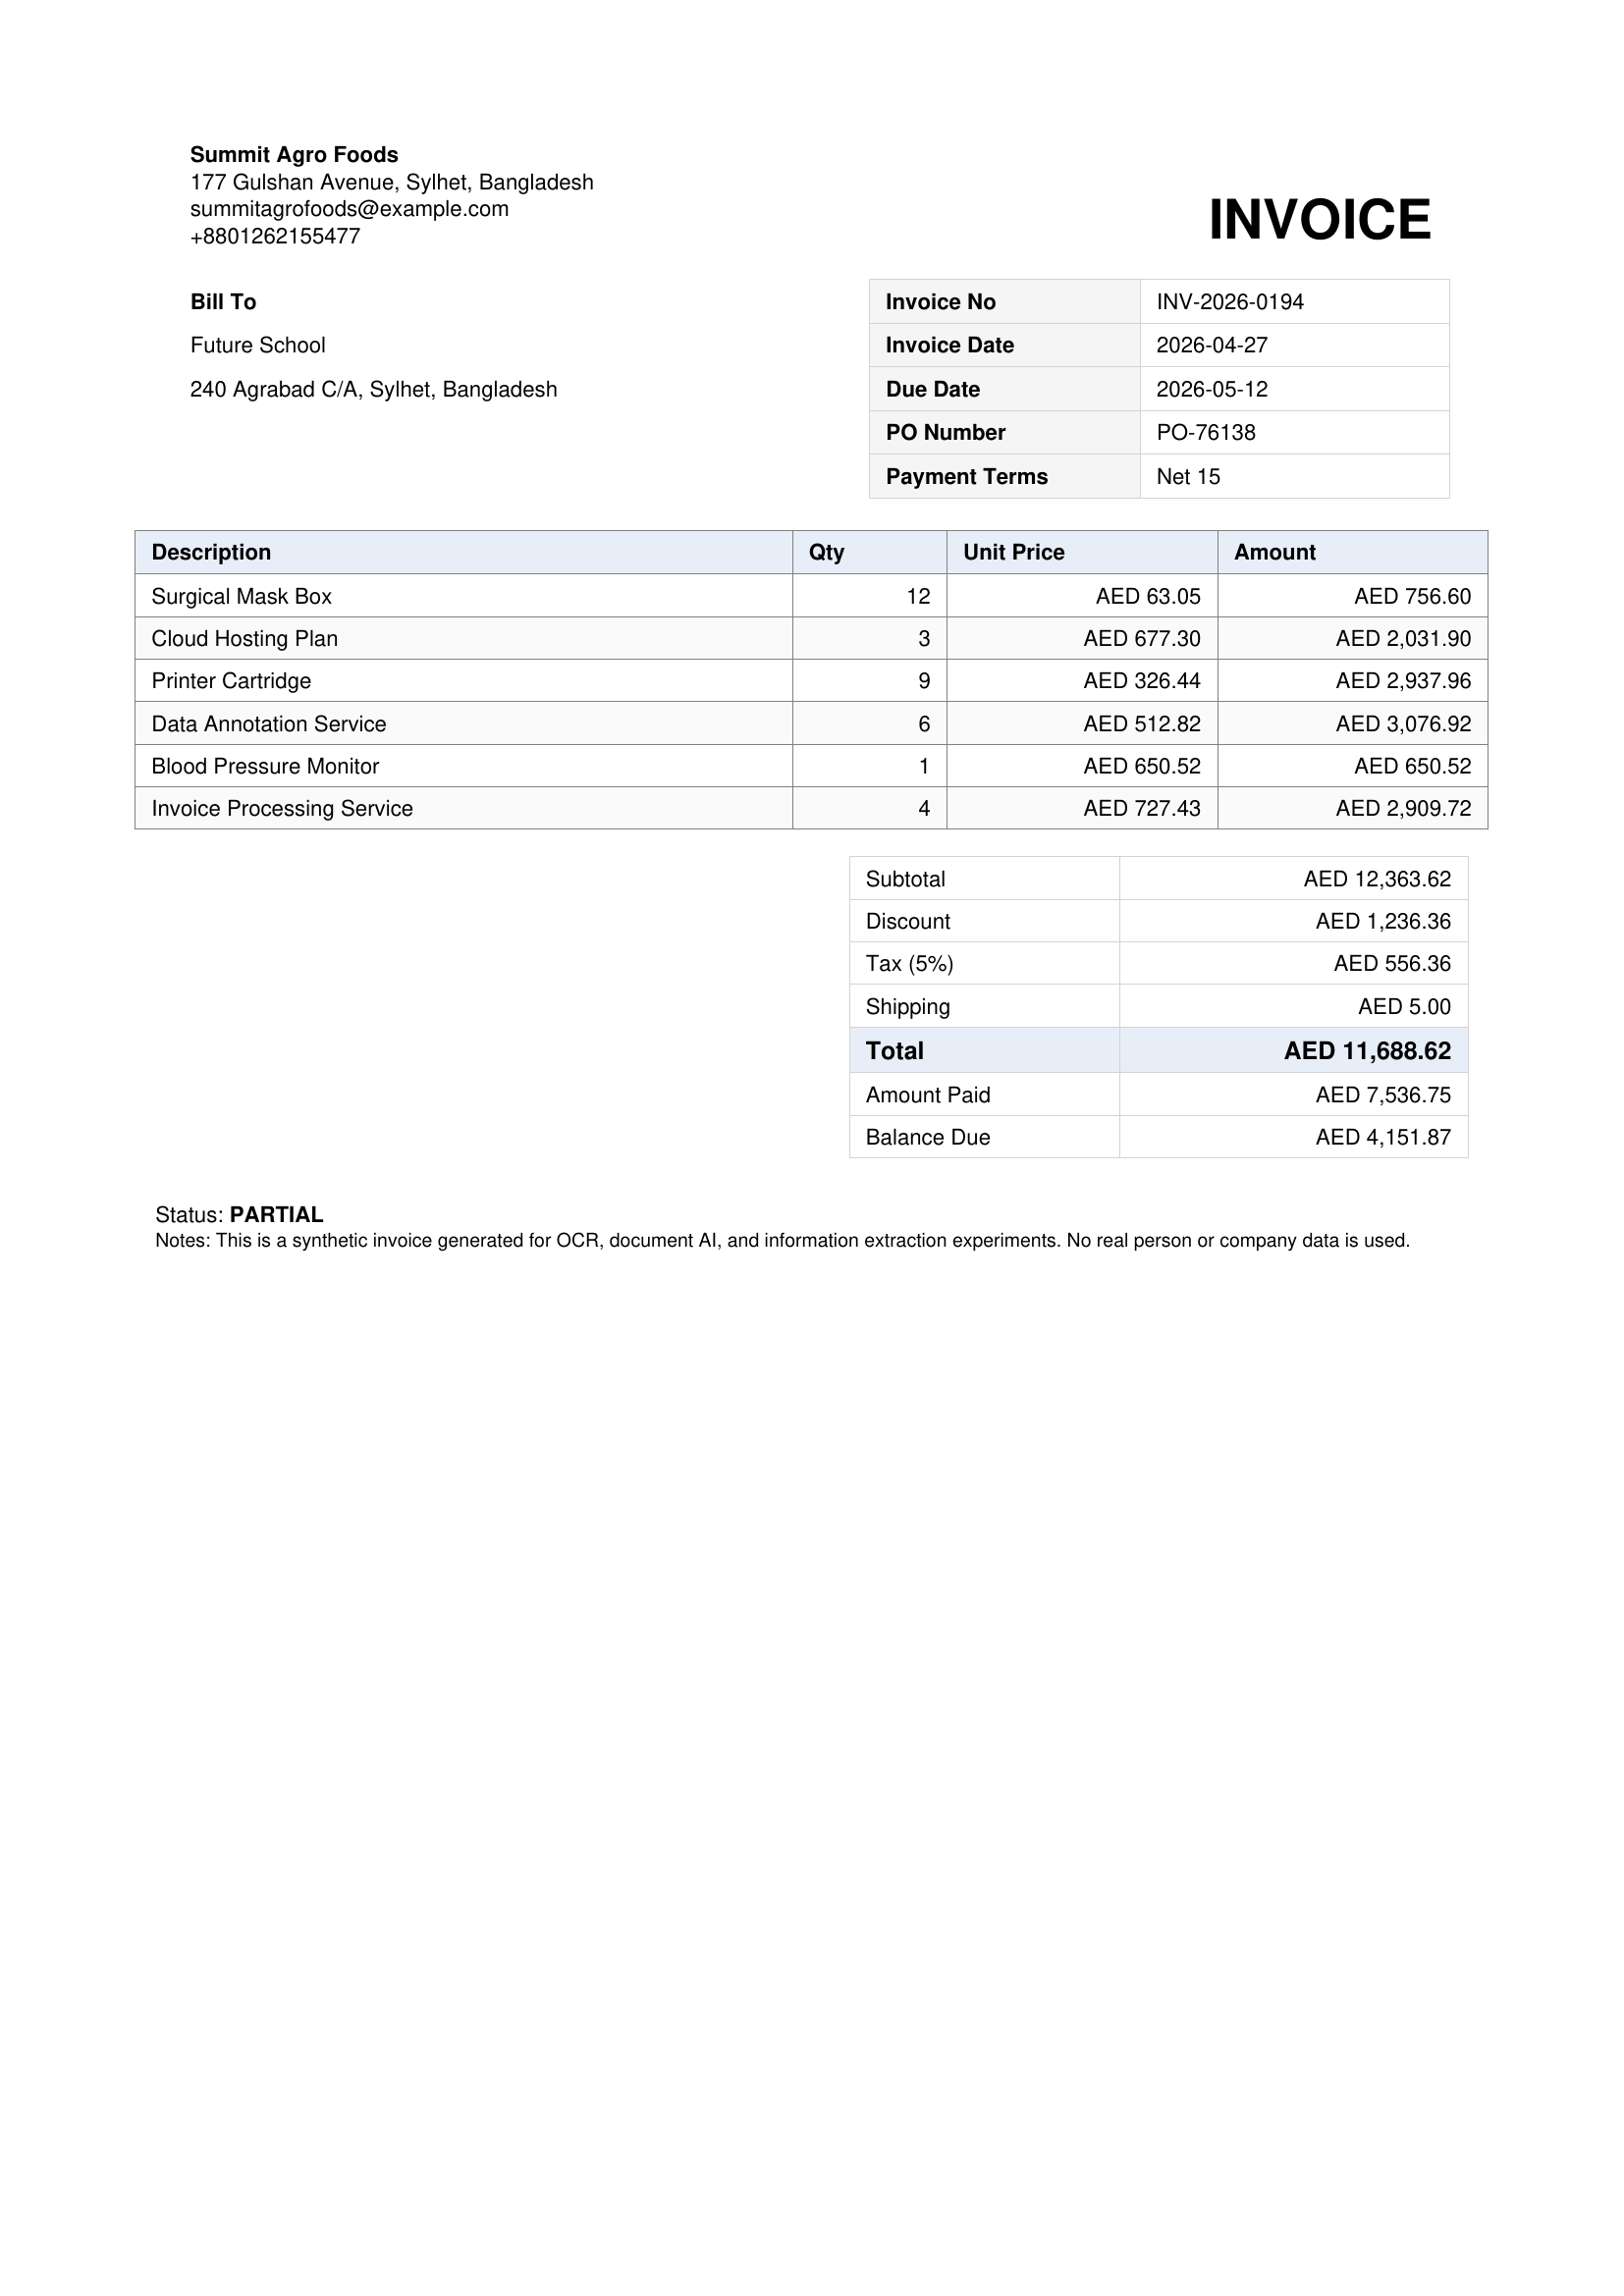 Summit Agro Foods
177 Gulshan Avenue, Sylhet, Bangladesh
summitagrofoods@example.com
+8801262155477
INVOICE
Bill To
Future School
240 Agrabad C/A, Sylhet, Bangladesh
Invoice No INV-2026-0194
Invoice Date 2026-04-27
Due Date 2026-05-12
PO Number PO-76138
Payment Terms Net 15
Description Qty Unit Price Amount
Surgical Mask Box 12 AED 63.05 AED 756.60
Cloud Hosting Plan 3 AED 677.30 AED 2,031.90
Printer Cartridge 9 AED 326.44 AED 2,937.96
Data Annotation Service 6 AED 512.82 AED 3,076.92
Blood Pressure Monitor 1 AED 650.52 AED 650.52
Invoice Processing Service 4 AED 727.43 AED 2,909.72
Subtotal AED 12,363.62
Discount AED 1,236.36
Tax (5%) AED 556.36
Shipping AED 5.00
Total AED 11,688.62
Amount Paid AED 7,536.75
Balance Due AED 4,151.87
Status: PARTIAL
Notes: This is a synthetic invoice generated for OCR, document AI, and information extraction experiments. No real person or company data is used.